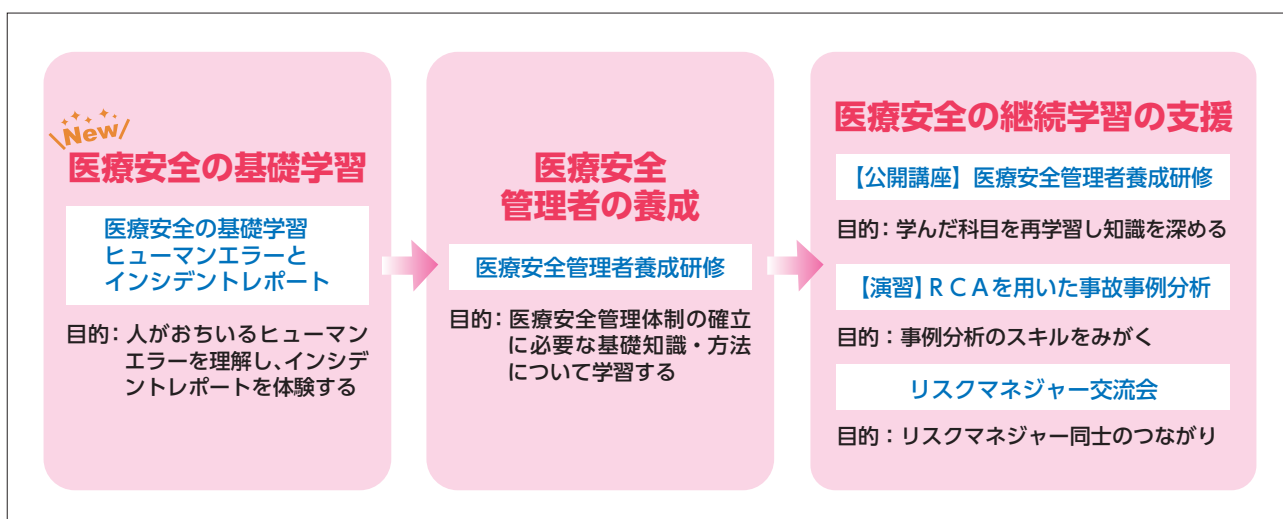 New
医療安全の基礎学習
医療安全の基礎学習
ヒューマンエラーと
インシデントレポート
目的：人がおちいるヒューマン
エラーを理解し、インシデ
ントレポートを体験する
医療安全
管理者の養成
医療安全管理者養成研修
目的：医療安全管理体制の確立
に必要な基礎知識・方法
について学習する
医療安全の継続学習の支援
【公開講座】医療安全管理者養成研修
目的：学んだ科目を再学習し知識を深める
【演習】ＲＣＡを用いた事故事例分析
目的：事例分析のスキルをみがく
リスクマネジャー交流会
目的：リスクマネジャー同士のつながり